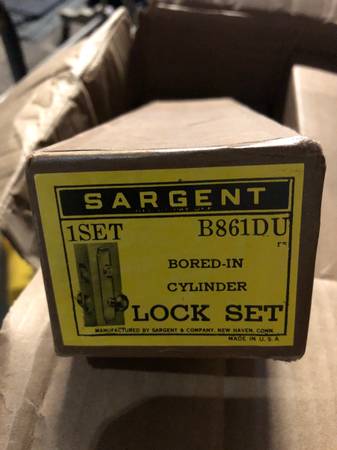 SARGENT
1SET B861DU
BORED-IN
CYLINDER
LOCK SET
MANUFACTURED BY SARGENT & COMPANY, NEW HAVEN, CONN.
MADE IN U.S.A